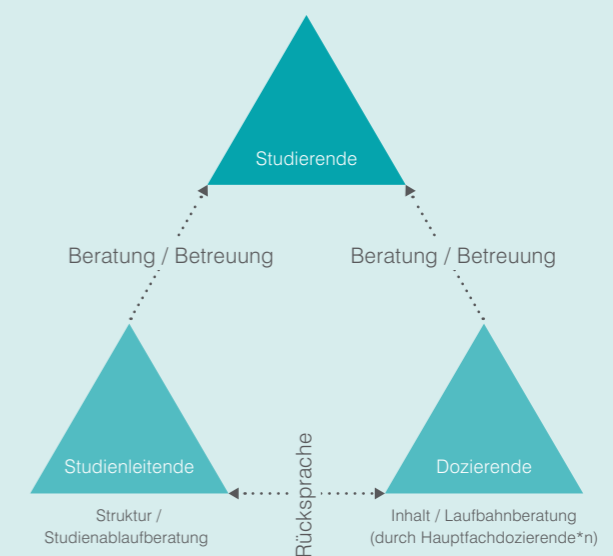 Studierende
Beratung / Betreuung
Beratung / Betreuung
Studienleitende
Rücksprache
Dozierende
Struktur /
Studienablaufberatung
Inhalt / Laufbahnberatung
(durch Hauptfachdozierende*n)